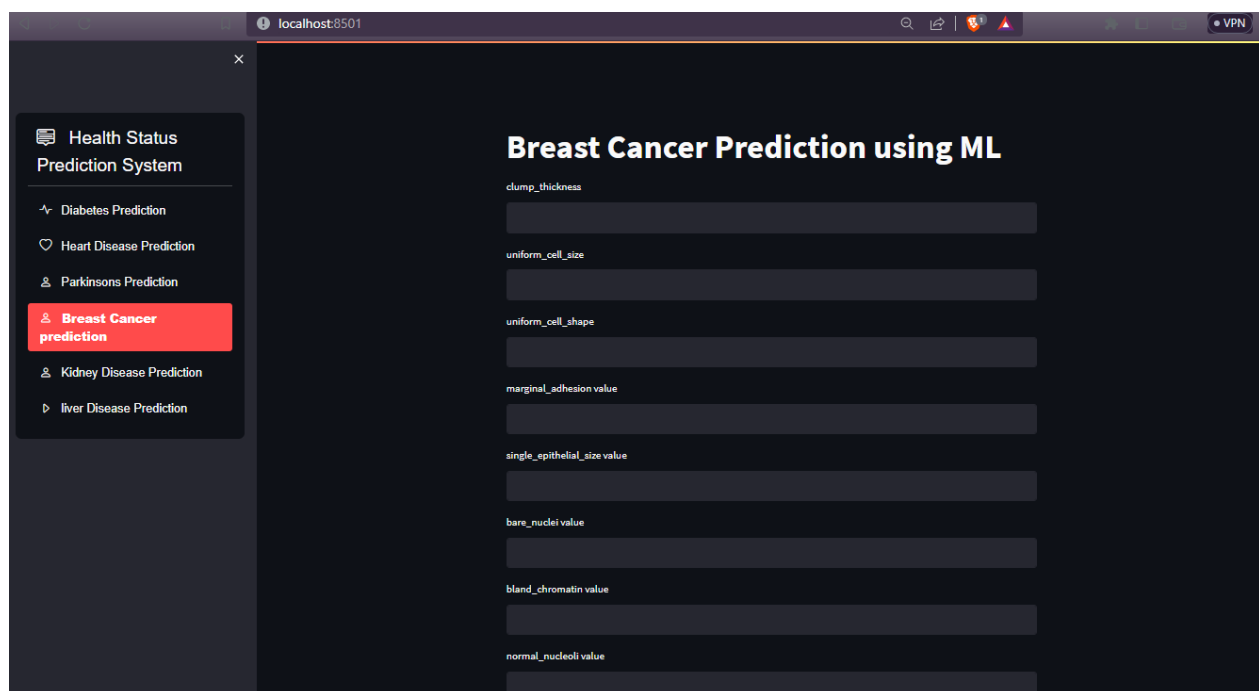 localhost:8501
VPN
Health Status
Prediction System
Diabetes Prediction
Heart Disease Prediction
Parkinsons Prediction
Breast Cancer
prediction
Kidney Disease Prediction
liver Disease Prediction
Breast Cancer Prediction using ML
clump_thickness
uniform_cell_size
uniform_cell_shape
marginal_adhesion value
single_epithelial_size value
bare_nuclei value
bland_chromatin value
normal_nucleoli value